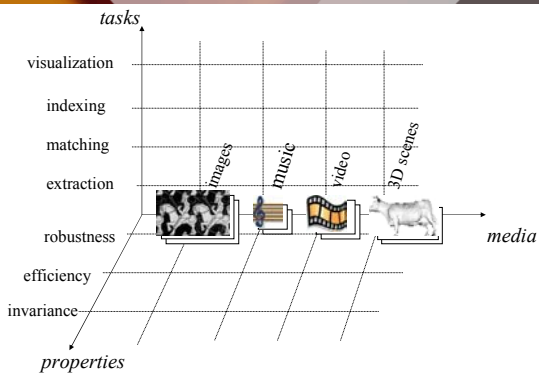 tasks
visualization
indexing
matching
extraction
images
music
video
3D scenes
robustness
media
efficiency
invariance
properties